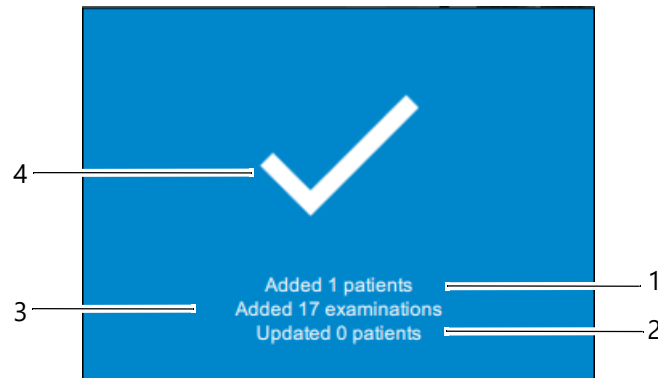 4
Added 1 patients
1
3
Added 17 examinations
Updated 0 patients
2